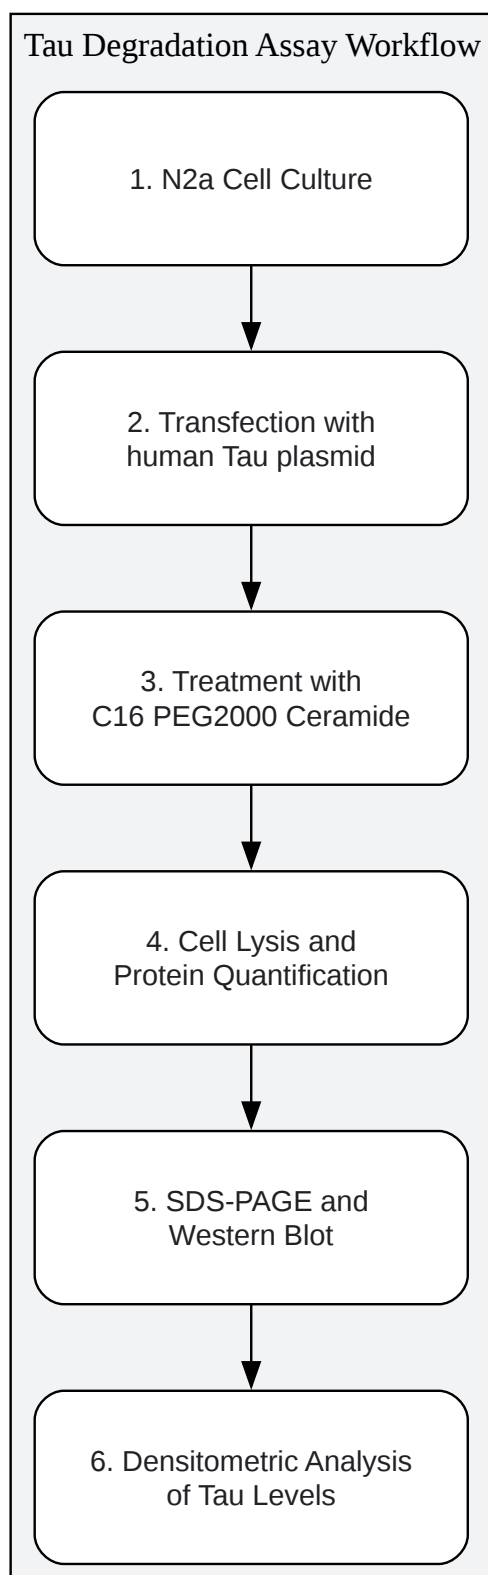 Tau Degradation Assay Workflow
1. N2a Cell Culture
2. Transfection with
human Tau plasmid
3. Treatment with
C16 PEG2000 Ceramide
4. Cell Lysis and
Protein Quantification
5. SDS-PAGE and
Western Blot
6. Densitometric Analysis
of Tau Levels